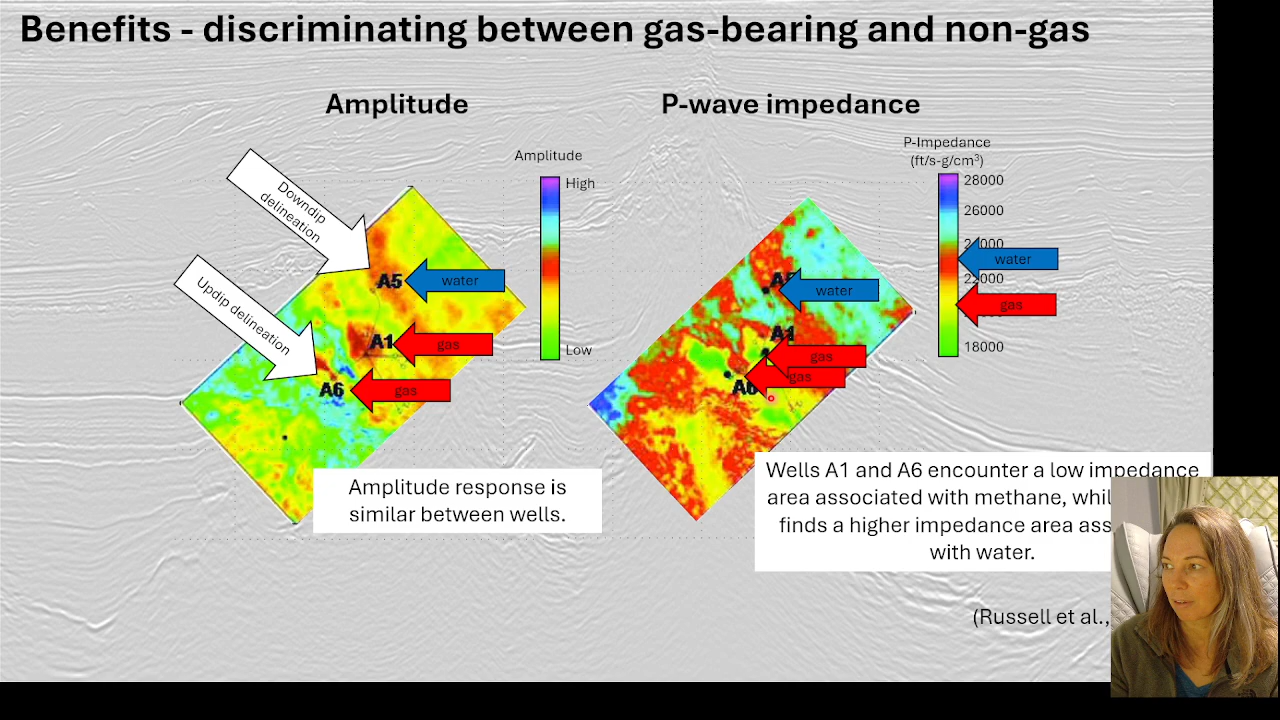 Benefits - discriminating between gas-bearing and non-gas
Amplitude
P-wave impedance
Amplitude
High
Low
P-Impedance
(ft/s-g/cm³)
28000
26000
22000
18000
Downdip
delineation
Updip delineation
A5
water
A1
gas
A6
gas
water
A1
gas
gas
water
gas
Amplitude response is
similar between wells.
Wells A1 and A6 encounter a low impedance
area associated with methane,
finds a higher impedance area
with water.
(Russell et al.,